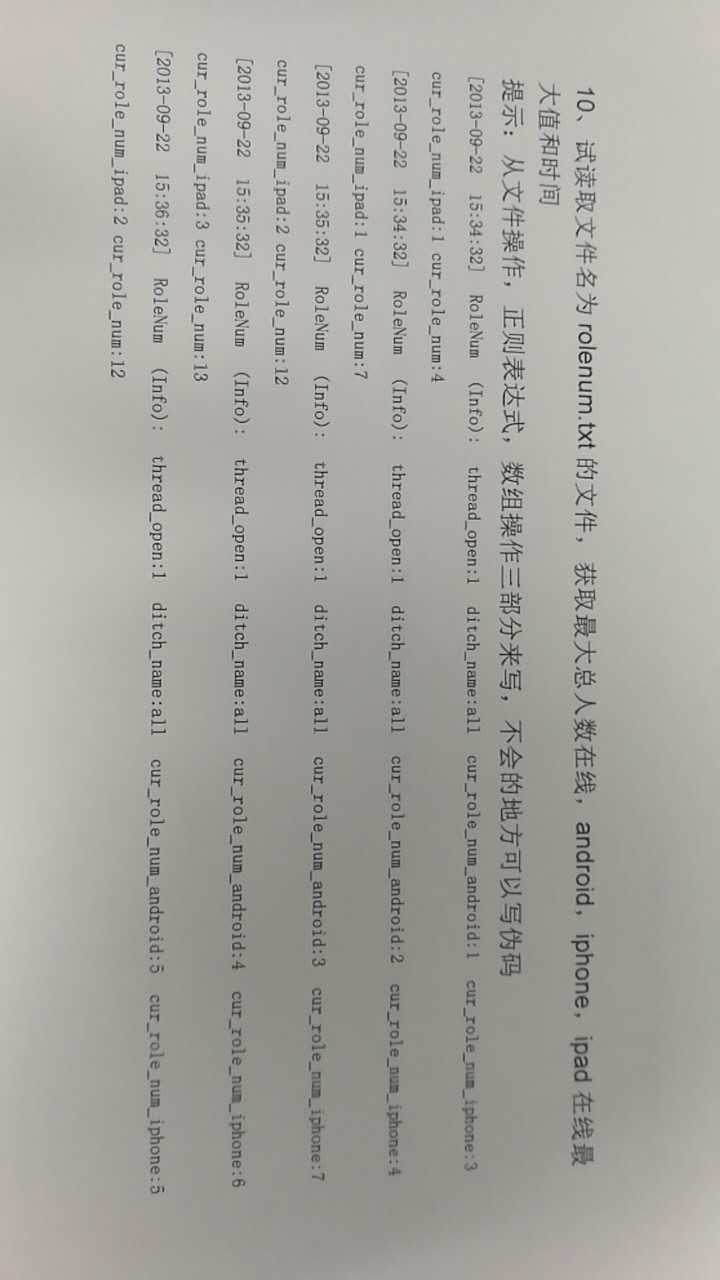 10、试读取文件名为 rolenum.txt 的文件，获取最大总人数在线，android，iphone，ipad 在线最
大值和时间
提示：从文件操作，正则表达式，数组操作三部分来写，不会的地方可以写伪码
[2013-09-22 15:34:32] RoleNum (Info): thread_open:1 ditch_name:all cur_role_num_android:1 cur_role_num_iphone:3
cur_role_num_ipad:1 cur_role_num:4
[2013-09-22 15:34:32] RoleNum (Info): thread_open:1 ditch_name:all cur_role_num_android:2 cur_role_num_iphone:4
cur_role_num_ipad:1 cur_role_num:7
[2013-09-22 15:35:32] RoleNum (Info): thread_open:1 ditch_name:all cur_role_num_android:3 cur_role_num_iphone:7
cur_role_num_ipad:2 cur_role_num:12
[2013-09-22 15:35:32] RoleNum (Info): thread_open:1 ditch_name:all cur_role_num_android:4 cur_role_num_iphone:6
cur_role_num_ipad:3 cur_role_num:13
[2013-09-22 15:36:32] RoleNum (Info): thread_open:1 ditch_name:all cur_role_num_android:5 cur_role_num_iphone:5
cur_role_num_ipad:2 cur_role_num:12